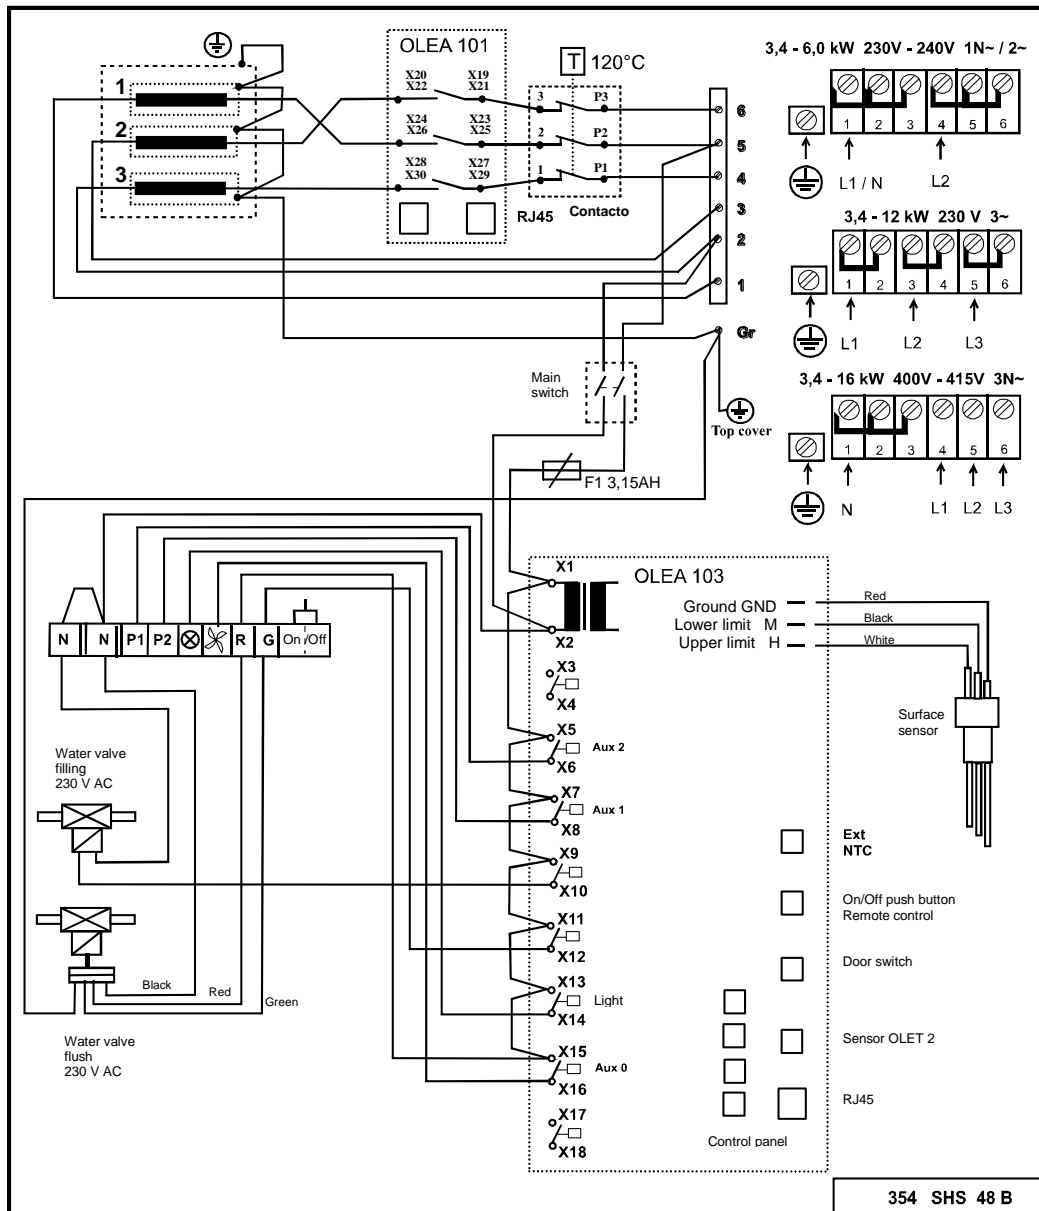 OLEA 101
T 120°C
1
2
3
X20
X22
X19
X21
X24
X26
X23
X25
X28
X30
X27
X29
3
2
1
P3
P2
P1
RJ45
Contacto
6
5
4
3
2
1
Gr
Main
switch
Top cover
F1 3,15AH
3,4 - 6,0 kW 230V - 240V 1N~ / 2~
1 2 3 4 5 6
L1 / N L2
3,4 - 12 kW 230 V 3~
1 2 3 4 5 6
L1 L2 L3
3,4 - 16 kW 400V - 415V 3N~
1 2 3 4 5 6
N L1 L2 L3
N N P1 P2 R G On/Off
Water valve
filling
230 V AC
Black
Red
Green
Water valve
flush
230 V AC
OLEA 103
X1
X2
X3
X4
X5
X6
Aux 2
X7
X8
Aux 1
X9
X10
X11
X12
X13
X14
Light
X15
X16
Aux 0
X17
X18
Ground GND
Lower limit M
Upper limit H
Red
Black
White
Surface
sensor
Ext
NTC
On/Off push button
Remote control
Door switch
Sensor OLET 2
RJ45
Control panel
354 SHS 48 B